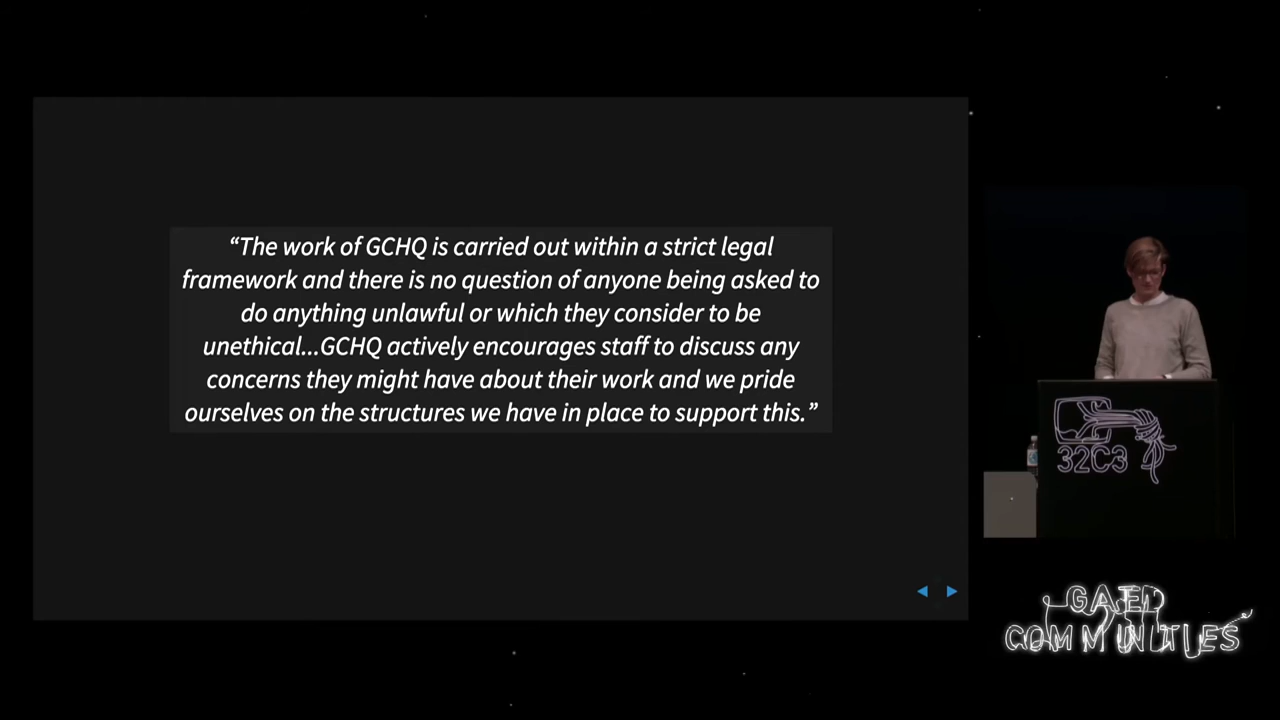 “The work of GCHQ is carried out within a strict legal
framework and there is no question of anyone being asked to
do anything unlawful or which they consider to be
unethical...GCHQ actively encourages staff to discuss any
concerns they might have about their work and we pride
ourselves on the structures we have in place to support this.”
32C3
GATED
COMMUNITIES